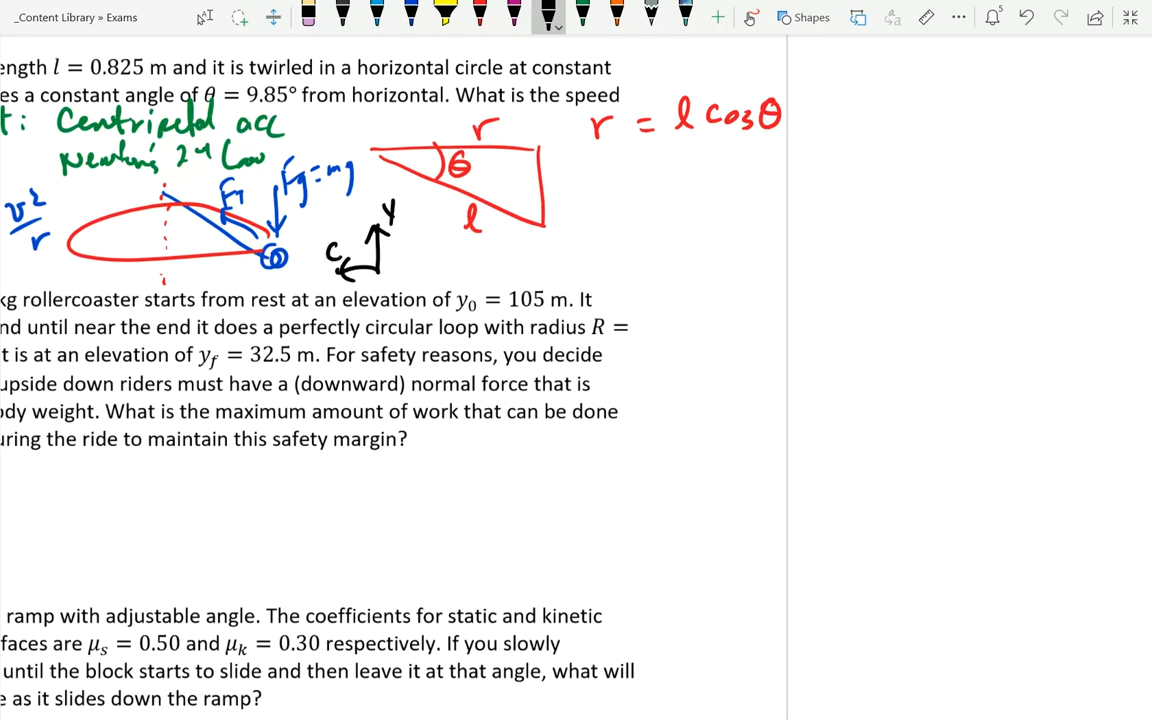 _Content Library » Exams
Shapes
5
ength l = 0.825 m and it is twirled in a horizontal circle at constant
es a constant angle of θ = 9.85° from horizontal. What is the speed
t: Centripetal acc
Newton's 2nd Law
r
r = l cosθ
θ
l
v²
r
FT
Fg=mg
y
c
kg rollercoaster starts from rest at an elevation of y₀ = 105 m. It
nd until near the end it does a perfectly circular loop with radius R =
t is at an elevation of yf = 32.5 m. For safety reasons, you decide
upside down riders must have a (downward) normal force that is
ody weight. What is the maximum amount of work that can be done
uring the ride to maintain this safety margin?
ramp with adjustable angle. The coefficients for static and kinetic
faces are μs = 0.50 and μk = 0.30 respectively. If you slowly
until the block starts to slide and then leave it at that angle, what will
e as it slides down the ramp?